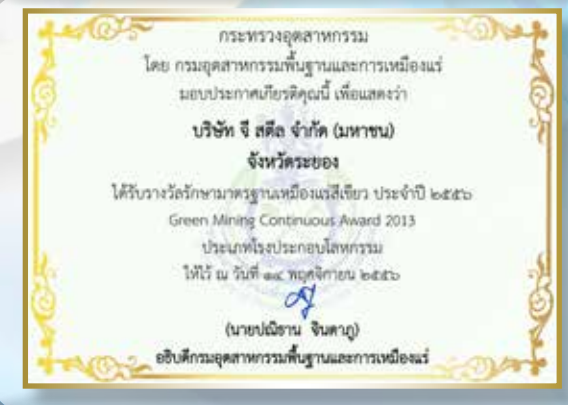 กระทรวงอุตสาหกรรม
โดย กรมอุตสาหกรรมพื้นฐานและการเหมืองแร่
มอบประกาศเกียรติคุณนี้ เพื่อแสดงว่า
บริษัท จี สตีล จำกัด (มหาชน)
จังหวัดระยอง
ได้รับรางวัลรักษามาตรฐานเหมืองแร่สีเขียว ประจำปี ๒๕๕๖
Green Mining Continuous Award 2013
ประเภทโรงประกอบโลหกรรม
ให้ไว้ ณ วันที่ ๑๔ พฤศจิกายน ๒๕๕๖
(นายปณิธาน จินดาภู)
อธิบดีกรมอุตสาหกรรมพื้นฐานและการเหมืองแร่